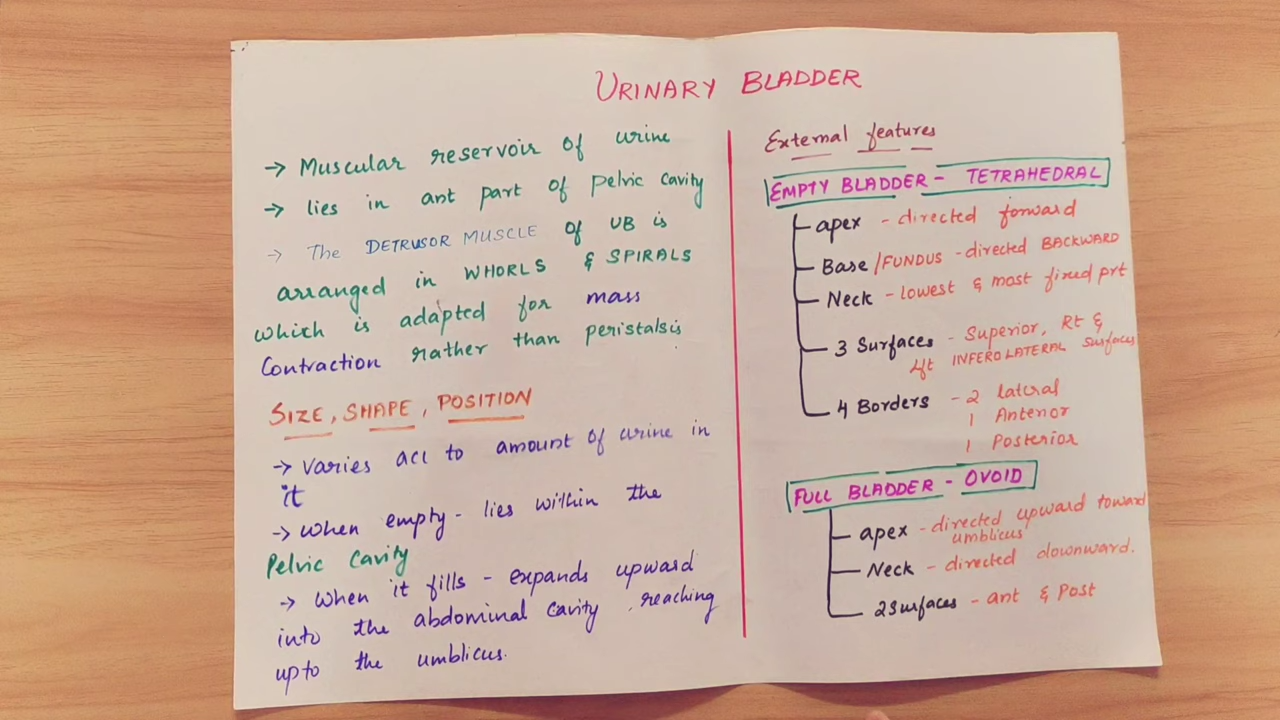 URINARY BLADDER
→ Muscular reservoir of urine
→ lies in ant part of Pelvic cavity
→ The DETRUSOR MUSCLE of UB is
arranged in WHORLS & SPIRALS
which is adapted for mass
Contraction rather than peristalsis
SIZE, SHAPE, POSITION
→ varies acc to amount of urine in
it
→ when empty - lies within the
Pelvic Cavity
→ when it fills - expands upward
into the abdominal cavity, reaching
upto the umblicus.
External features
EMPTY BLADDER - TETRAHEDRAL
apex - directed forward
Base/FUNDUS - directed BACKWARD
Neck - lowest & most fixed prt
3 Surfaces - Superior, Rt &
Lft INFEROLATERAL surfaces
4 Borders - 2 lateral
1 Anterior
1 Posterior
FULL BLADDER - OVOID
apex - directed upward toward
umblicus
Neck - directed downward.
2 surfaces - ant & Post